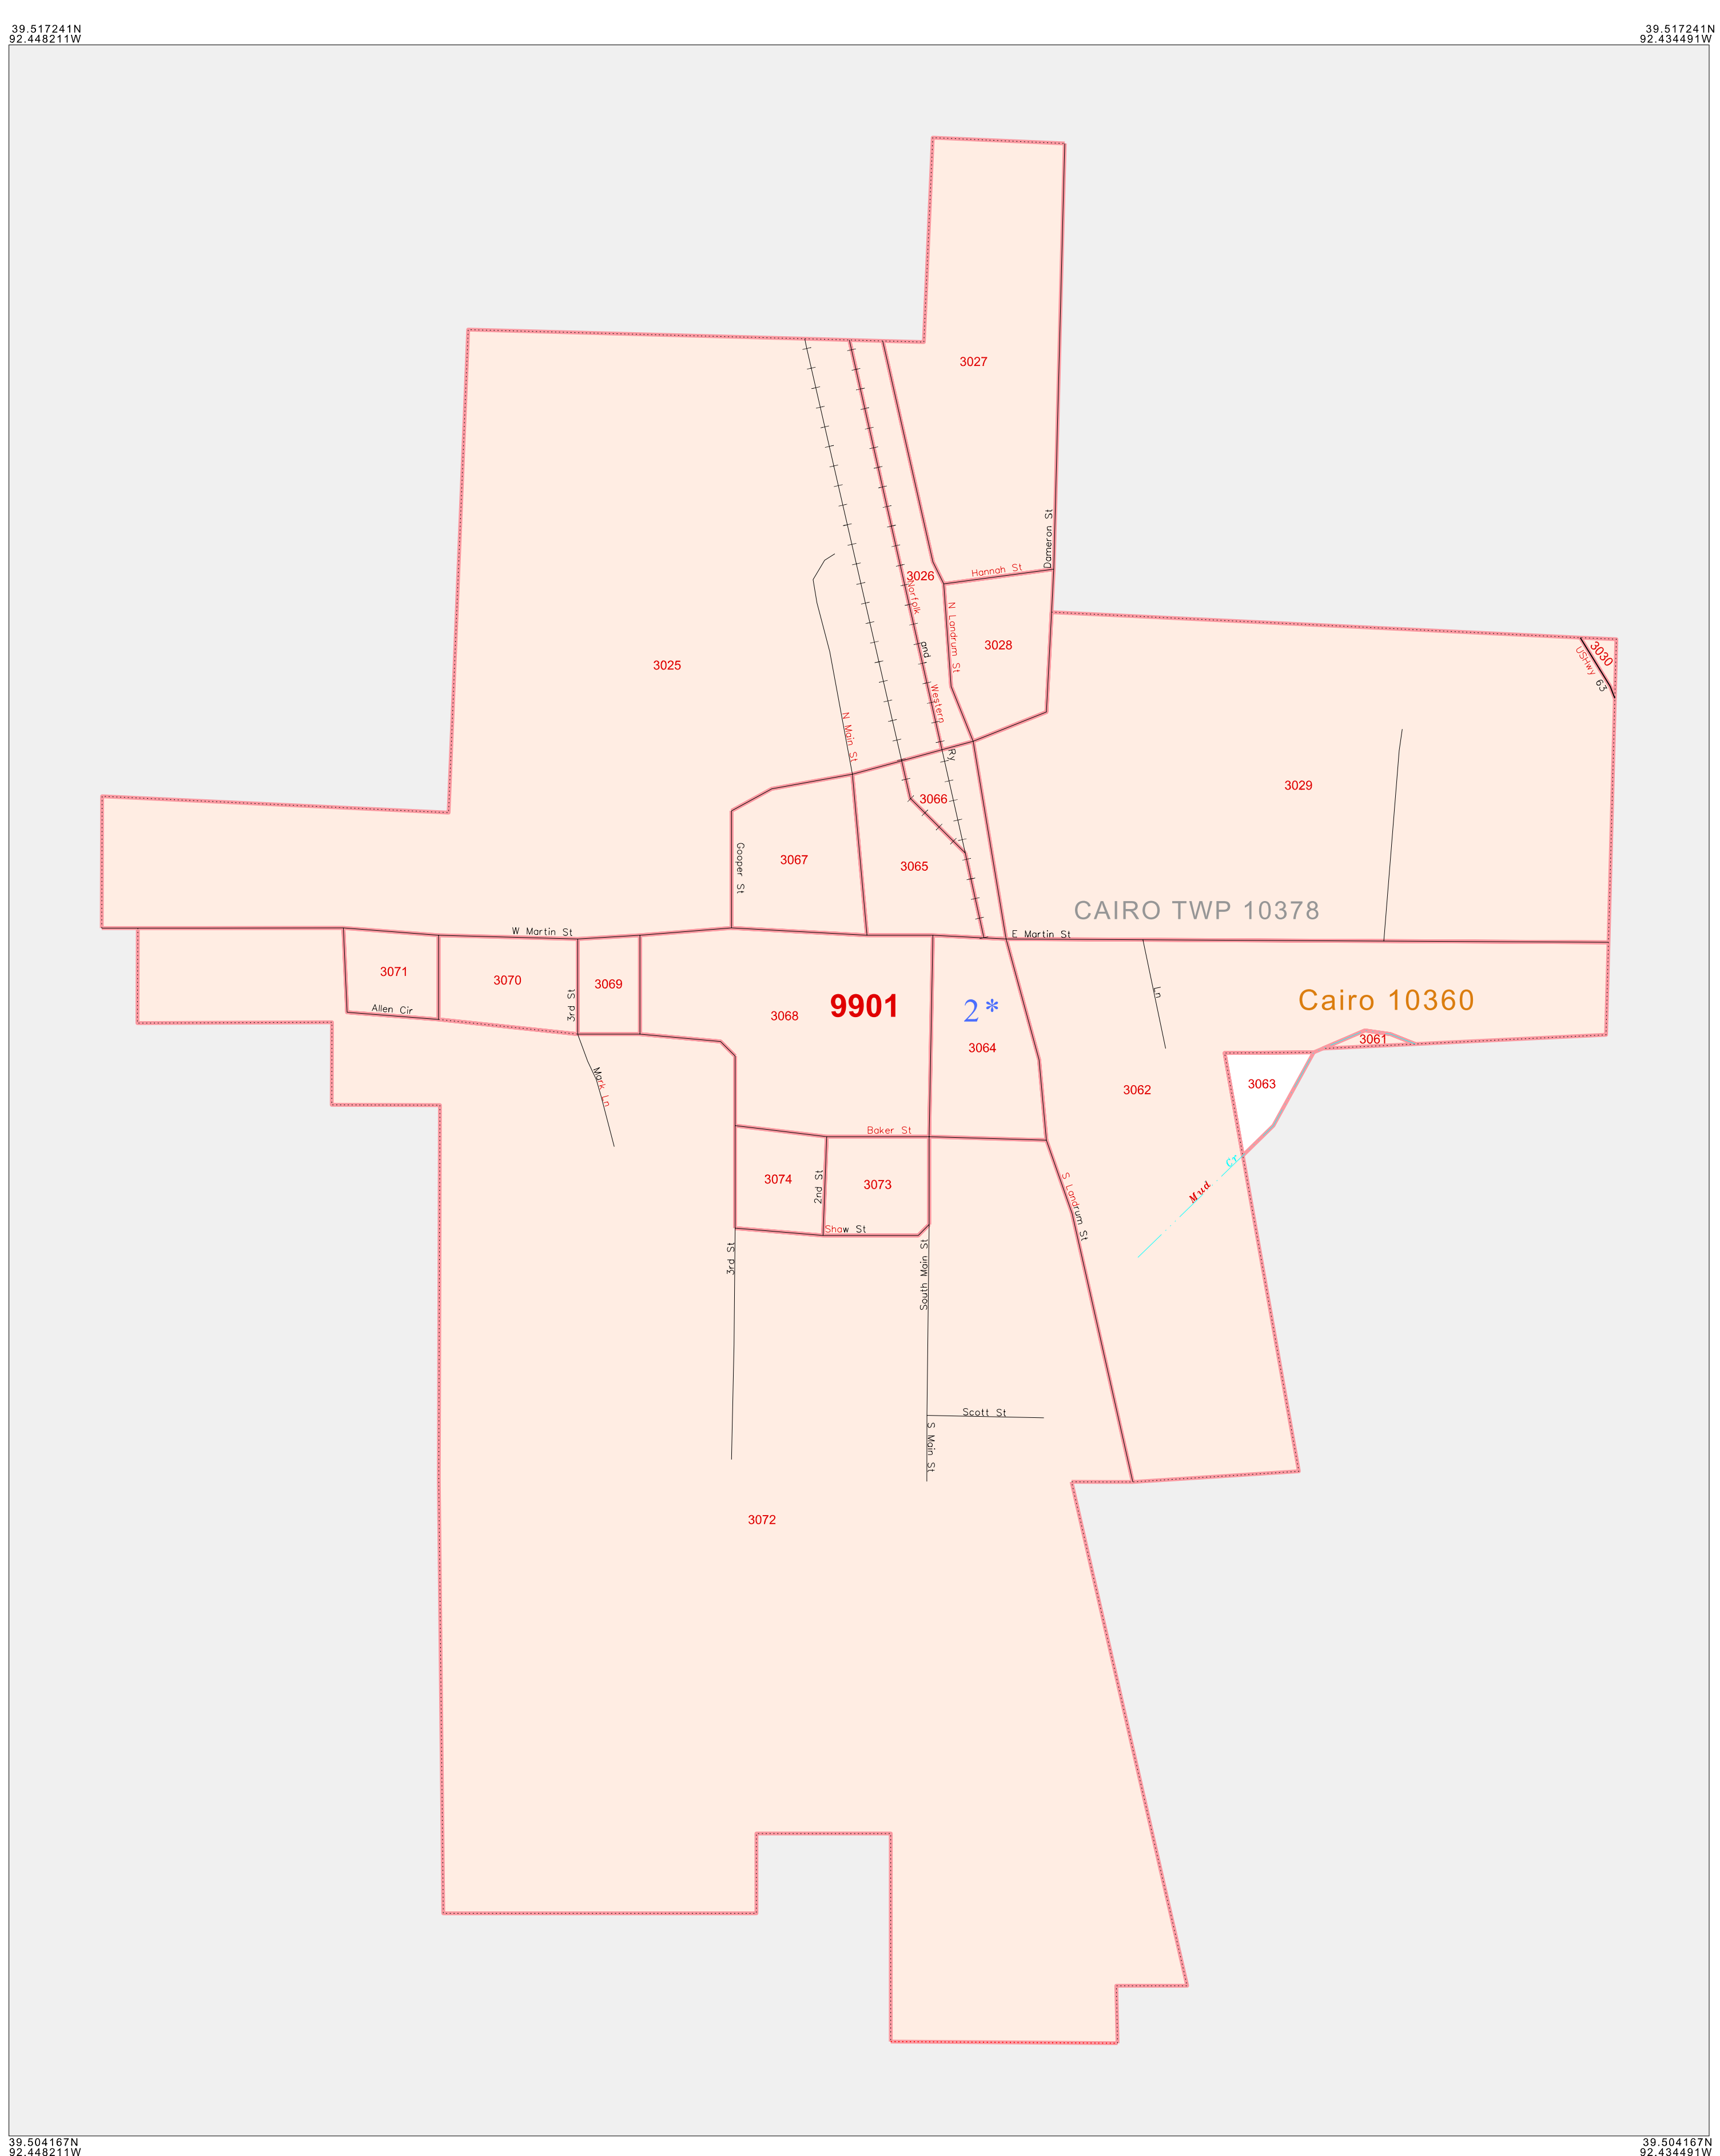 39.517241N
92.448211W
39.517241N
92.434491W
3027
Dameron St
3026
Hannah St
Norfolk and Western Ry
N Landrum St
3028
3025
3030
USHwy 63
N Main St
3029
3066
Gooper St
3067
3065
CAIRO TWP 10378
W Martin St
E Martin St
3071
3070
3rd St
3069
Allen Cir
3068
9901
2*
3064
Ln
Cairo 10360
3061
3063
3062
Mark Ln
Baker St
Mud Cr
3074
2nd St
3073
S Landrum St
Shaw St
3rd St
South Main St
Scott St
S Main St
3072
39.504167N
92.448211W
39.504167N
92.434491W